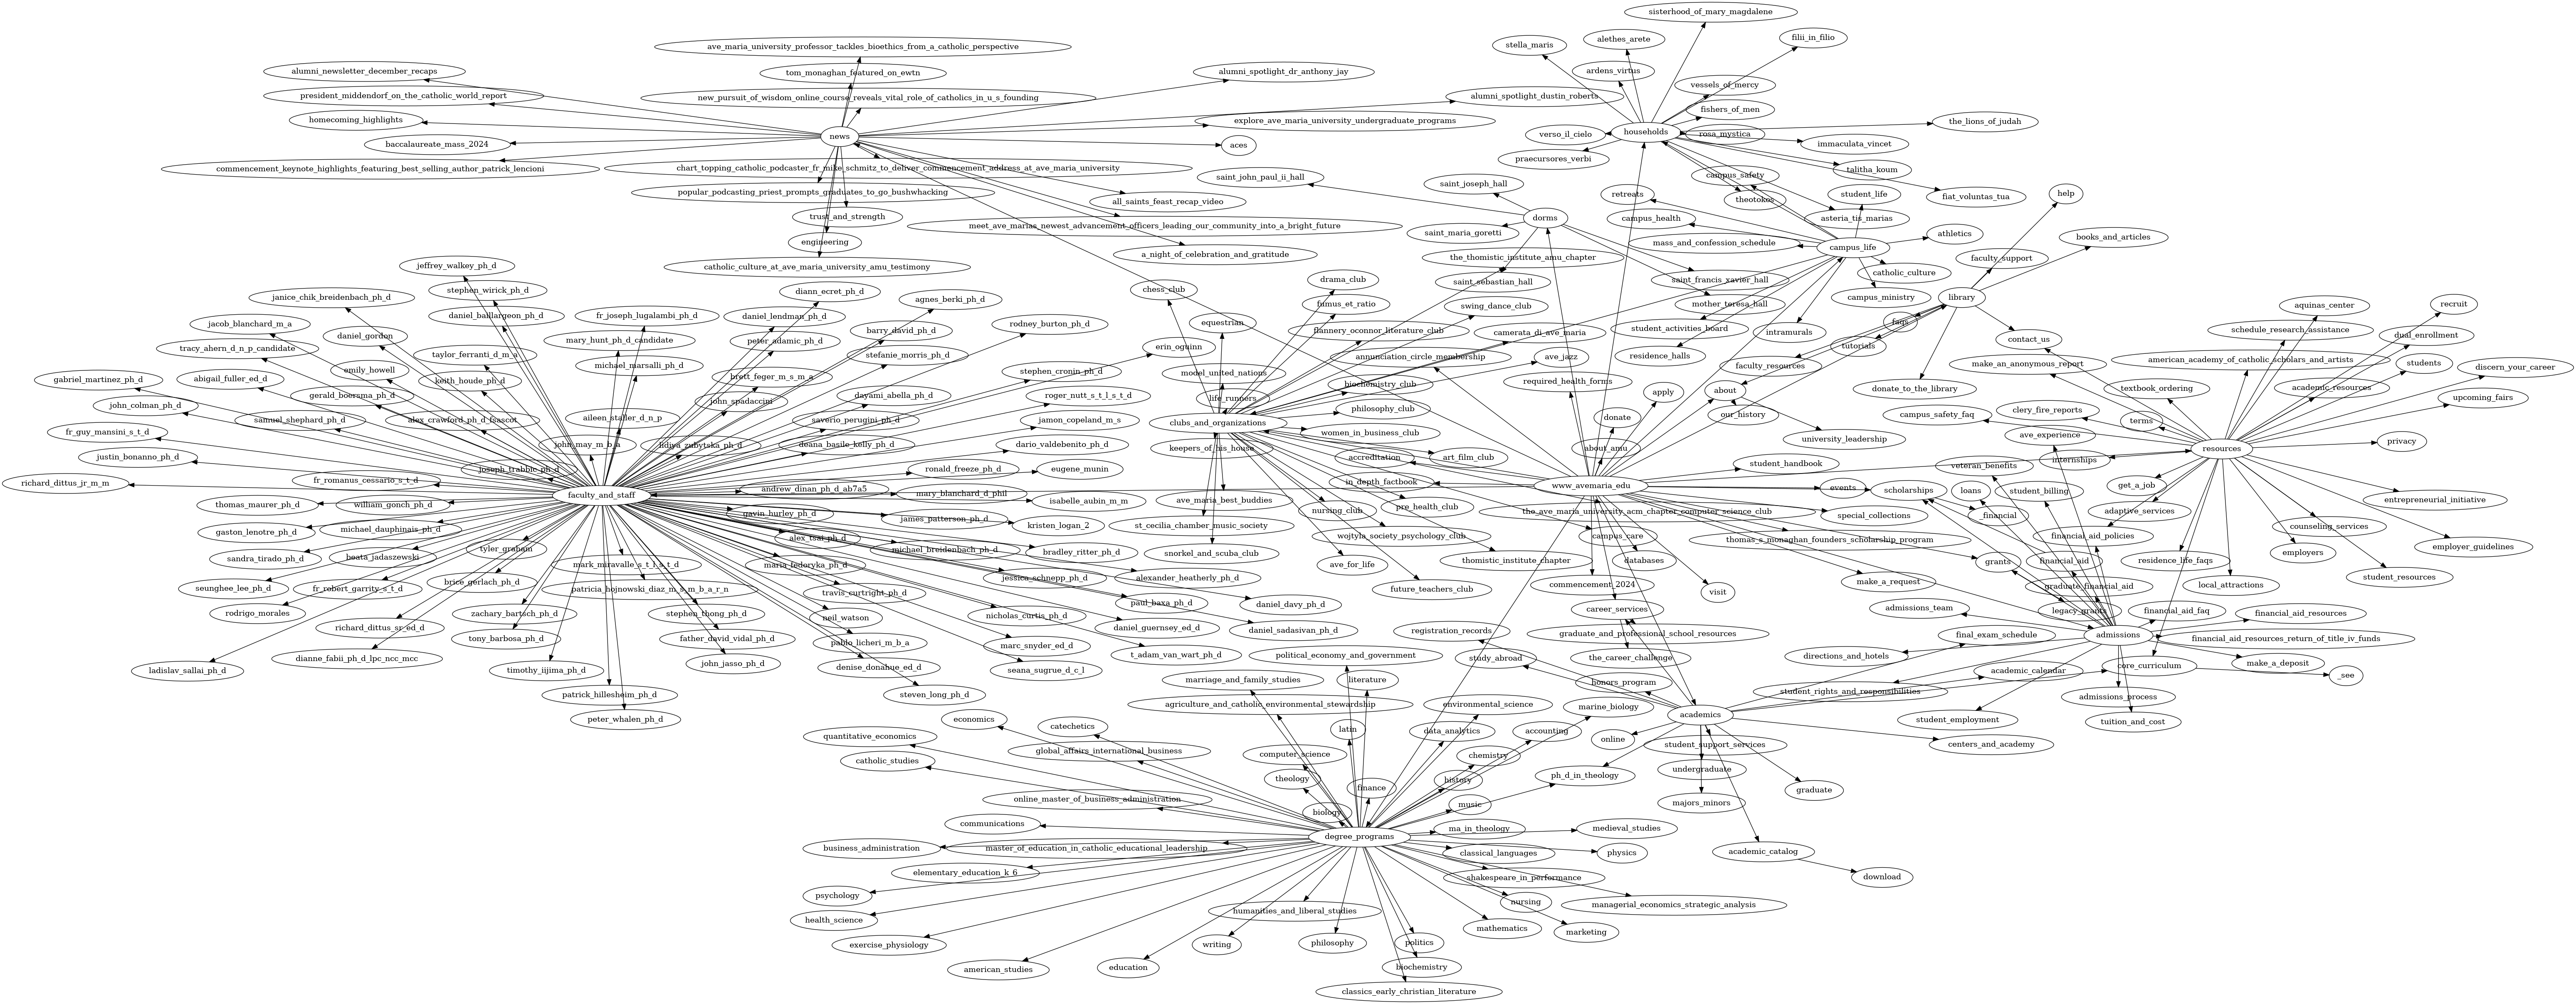 sisterhood_of_mary_magdalene
alethes_arete
filii_in_filio
stella_maris
ave_maria_university_professor_tackles_bioethics_from_a_catholic_perspective
alumni_newsletter_december_recaps
tom_monaghan_featured_on_ewtn
alumni_spotlight_dr_anthony_jay
ardens_virtus
vessels_of_mercy
president_middendorf_on_the_catholic_world_report
new_pursuit_of_wisdom_online_course_reveals_vital_role_of_catholics_in_u_s_founding
alumni_spotlight_dustin_roberts
fishers_of_men
homecoming_highlights
explore_ave_maria_university_undergraduate_programs
the_lions_of_judah
news
verso_il_cielo
households
rosa_mystica
baccalaureate_mass_2024
aces
immaculata_vincet
praecursores_verbi
commencement_keynote_highlights_featuring_best_selling_author_patrick_lencioni
chart_topping_catholic_podcaster_fr_mike_schmitz_to_deliver_commencement_address_at_ave_maria_university
talitha_koum
saint_john_paul_ii_hall
saint_joseph_hall
campus_safety
popular_podcasting_priest_prompts_graduates_to_go_bushwhacking
all_saints_feast_recap_video
retreats
theotokos
student_life
fiat_voluntas_tua
help
trust_and_strength
dorms
campus_health
asteria_tis_marias
meet_ave_marias_newest_advancement_officers_leading_our_community_into_a_bright_future
saint_maria_goretti
engineering
mass_and_confession_schedule
campus_life
athletics
books_and_articles
a_night_of_celebration_and_gratitude
the_thomistic_institute_amu_chapter
faculty_support
jeffrey_walkey_ph_d
catholic_culture_at_ave_maria_university_amu_testimony
drama_club
saint_sebastian_hall
saint_francis_xavier_hall
catholic_culture
stephen_wirick_ph_d
diann_ecret_ph_d
chess_club
janice_chik_breidenbach_ph_d
agnes_berki_ph_d
fumus_et_ratio
swing_dance_club
mother_teresa_hall
campus_ministry
library
aquinas_center
recruit
daniel_baillargeon_ph_d
fr_joseph_lugalambi_ph_d
daniel_lendman_ph_d
jacob_blanchard_m_a
rodney_burton_ph_d
equestrian
flannery_oconnor_literature_club
camerata_di_ave_maria
student_activities_board
intramurals
faqs
schedule_research_assistance
dual_enrollment
daniel_gordon
mary_hunt_ph_d_candidate
peter_adamic_ph_d
barry_david_ph_d
contact_us
tracy_ahern_d_n_p_candidate
taylor_ferranti_d_m_a
stefanie_morris_ph_d
erin_oguinn
annunciation_circle_membership
ave_jazz
residence_halls
tutorials
american_academy_of_catholic_scholars_and_artists
students
emily_howell
michael_marsalli_ph_d
stephen_cronin_ph_d
model_united_nations
faculty_resources
make_an_anonymous_report
discern_your_career
gabriel_martinez_ph_d
abigail_fuller_ed_d
keith_houde_ph_d
brett_feger_m_s_m_a
biochemistry_club
required_health_forms
apply
about
donate_to_the_library
textbook_ordering
academic_resources
gerald_boersma_ph_d
john_spadaccini
dayami_abella_ph_d
roger_nutt_s_t_l_s_t_d
life_runners
upcoming_fairs
john_colman_ph_d
samuel_shephard_ph_d
alex_crawford_ph_d_fsascot
aileen_staller_d_n_p
saverio_perugini_ph_d
jamon_copeland_m_s
clubs_and_organizations
philosophy_club
donate
our_history
campus_safety_faq
clery_fire_reports
terms
fr_guy_mansini_s_t_d
john_may_m_b_a
lidiya_zubytska_ph_d
deana_basile_kelly_ph_d
dario_valdebenito_ph_d
keepers_of_his_house
women_in_business_club
about_amu
university_leadership
ave_experience
resources
privacy
justin_bonanno_ph_d
joseph_trabbic_ph_d
ronald_freeze_ph_d
eugene_munin
accreditation
art_film_club
student_handbook
veteran_benefits
internships
richard_dittus_jr_m_m
fr_romanus_cessario_s_t_d
faculty_and_staff
andrew_dinan_ph_d_ab7a5
mary_blanchard_d_phil
isabelle_aubin_m_m
ave_maria_best_buddies
in_depth_factbook
www_avemaria_edu
events
scholarships
loans
student_billing
get_a_job
entrepreneurial_initiative
thomas_maurer_ph_d
william_gonch_ph_d
gavin_hurley_ph_d
james_patterson_ph_d
kristen_logan_2
st_cecilia_chamber_music_society
nursing_club
pre_health_club
the_ave_maria_university_acm_chapter_computer_science_club
special_collections
_financial
adaptive_services
counseling_services
gaston_lenotre_ph_d
michael_dauphinais_ph_d
alex_tsai_ph_d
michael_breidenbach_ph_d
bradley_ritter_ph_d
snorkel_and_scuba_club
wojtyla_society_psychology_club
campus_care
thomas_s_monaghan_founders_scholarship_program
financial_aid_policies
employer_guidelines
sandra_tirado_ph_d
beata_jadaszewski
tyler_graham
mark_miravalle_s_t_l_s_t_d
maria_fedoryka_ph_d
ave_for_life
thomistic_institute_chapter
databases
grants
financial_aid
residence_life_faqs
employers
seunghee_lee_ph_d
fr_robert_garrity_s_t_d
brice_gerlach_ph_d
patricia_hojnowski_diaz_m_s_m_b_a_r_n
travis_curtright_ph_d
jessica_schnepp_ph_d
alexander_heatherly_ph_d
future_teachers_club
commencement_2024
visit
make_a_request
graduate_financial_aid
local_attractions
student_resources
rodrigo_morales
zachary_bartsch_ph_d
stephen_thong_ph_d
neil_watson
nicholas_curtis_ph_d
paul_baxa_ph_d
daniel_davy_ph_d
career_services
admissions_team
legacy_grants
financial_aid_faq
financial_aid_resources
richard_dittus_sr_ed_d
tony_barbosa_ph_d
father_david_vidal_ph_d
pablo_licheri_m_b_a
marc_snyder_ed_d
daniel_guernsey_ed_d
daniel_sadasivan_ph_d
registration_records
graduate_and_professional_school_resources
final_exam_schedule
admissions
financial_aid_resources_return_of_title_iv_funds
dianne_fabii_ph_d_lpc_ncc_mcc
ladislav_sallai_ph_d
timothy_iijima_ph_d
john_jasso_ph_d
denise_donahue_ed_d
seana_sugrue_d_c_l
t_adam_van_wart_ph_d
political_economy_and_government
study_abroad
the_career_challenge
directions_and_hotels
academic_calendar
core_curriculum
make_a_deposit
_see
patrick_hillesheim_ph_d
steven_long_ph_d
marriage_and_family_studies
literature
honors_program
student_rights_and_responsibilities
admissions_process
peter_whalen_ph_d
economics
catechetics
agriculture_and_catholic_environmental_stewardship
environmental_science
marine_biology
academics
student_employment
tuition_and_cost
quantitative_economics
global_affairs_international_business
latin
data_analytics
accounting
online
student_support_services
centers_and_academy
catholic_studies
computer_science
chemistry
undergraduate
theology
history
ph_d_in_theology
graduate
online_master_of_business_administration
finance
music
majors_minors
communications
biology
degree_programs
ma_in_theology
medieval_studies
business_administration
master_of_education_in_catholic_educational_leadership
classical_languages
physics
academic_catalog
elementary_education_k_6
shakespeare_in_performance
download
psychology
nursing
managerial_economics_strategic_analysis
health_science
humanities_and_liberal_studies
mathematics
marketing
exercise_physiology
writing
philosophy
politics
american_studies
education
biochemistry
classics_early_christian_literature